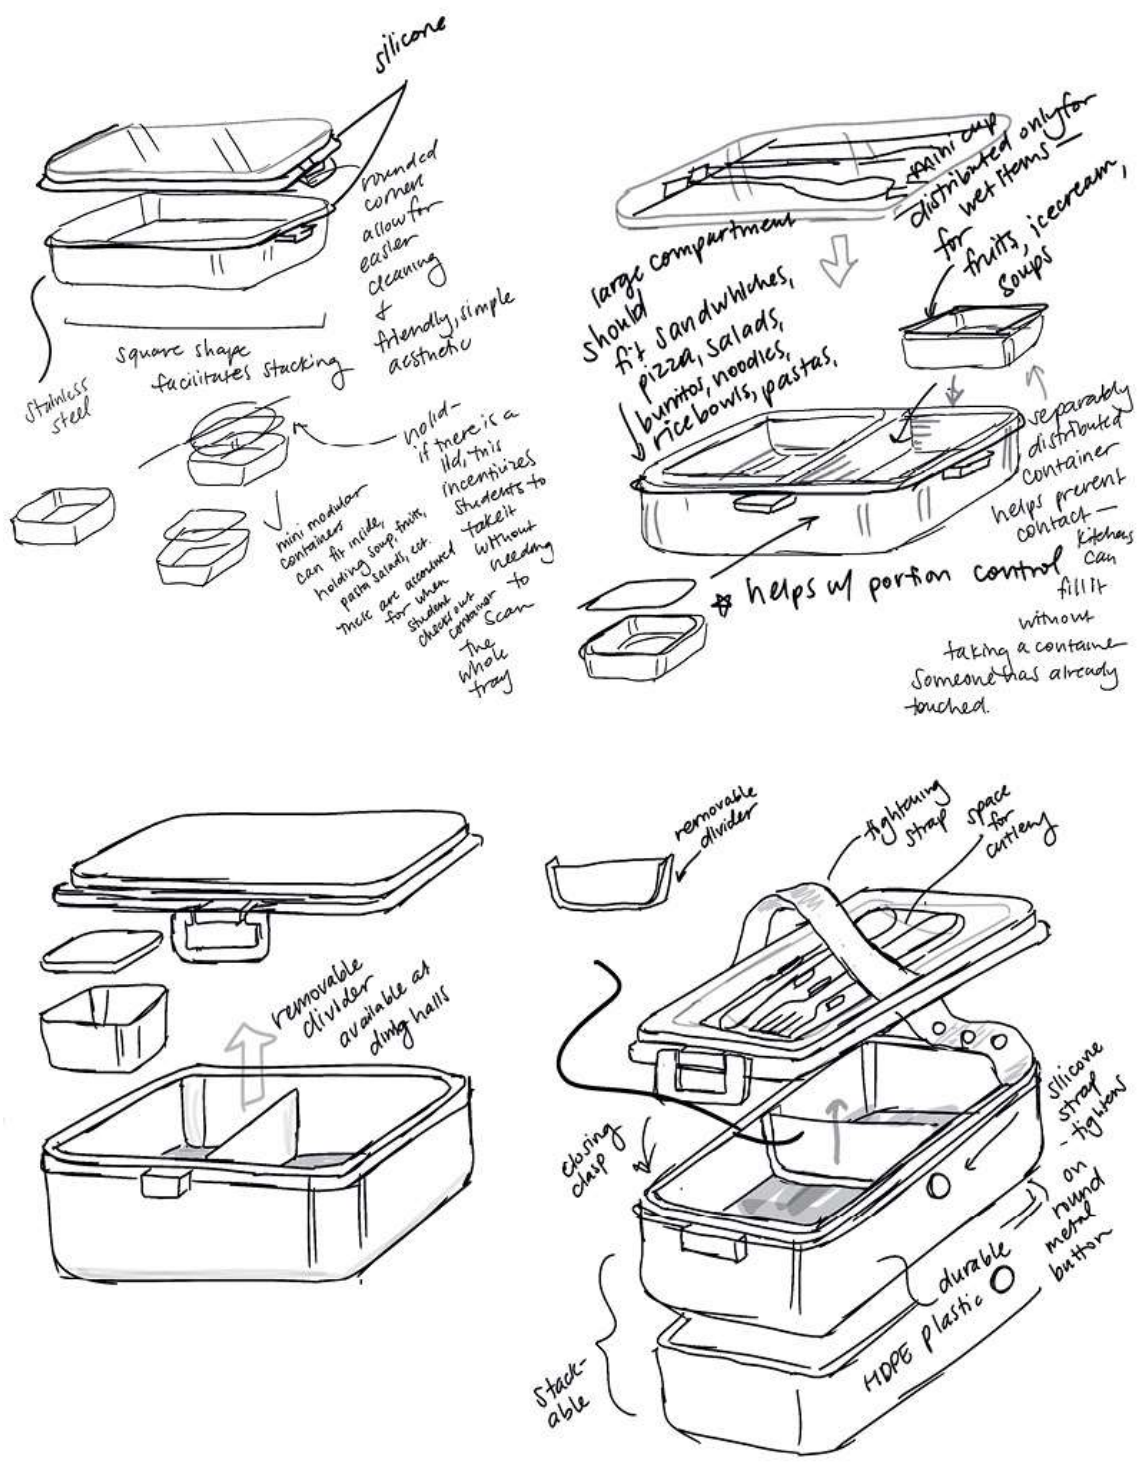 silicone
rounded
corners
allow for
easier
cleaning
+
friendly, simple
aesthetic
square shape
facilitates stacking
stainless
steel
no lid-
if there is a
lid, this
incentivizes
students to
take it
without
needing
to
scan
the
whole
tray
mini modular
containers
can fit inside,
holding soup, fruits,
pasta salads, ect.
these are accounted
for when
student
checks out
container
mini cup
distributed only for
wet items—
for
fruits, icecream,
soups
large compartment
should
fit sandwhiches,
pizza, salads,
burritos, noodles,
rice bowls, pastas,
separably
distributed
container
helps prevent
contact—
kitchens
can
fill it
without
taking a container
someone has already
touched.
helps w/ portion control
removable
divider
available at
dining halls
removable
divider
tightening
strap
space
for
cutlery
closing
clasp
silicone
strap
- tightens
on
round
metal
button
durable
HDPE plastic
Stack-
able